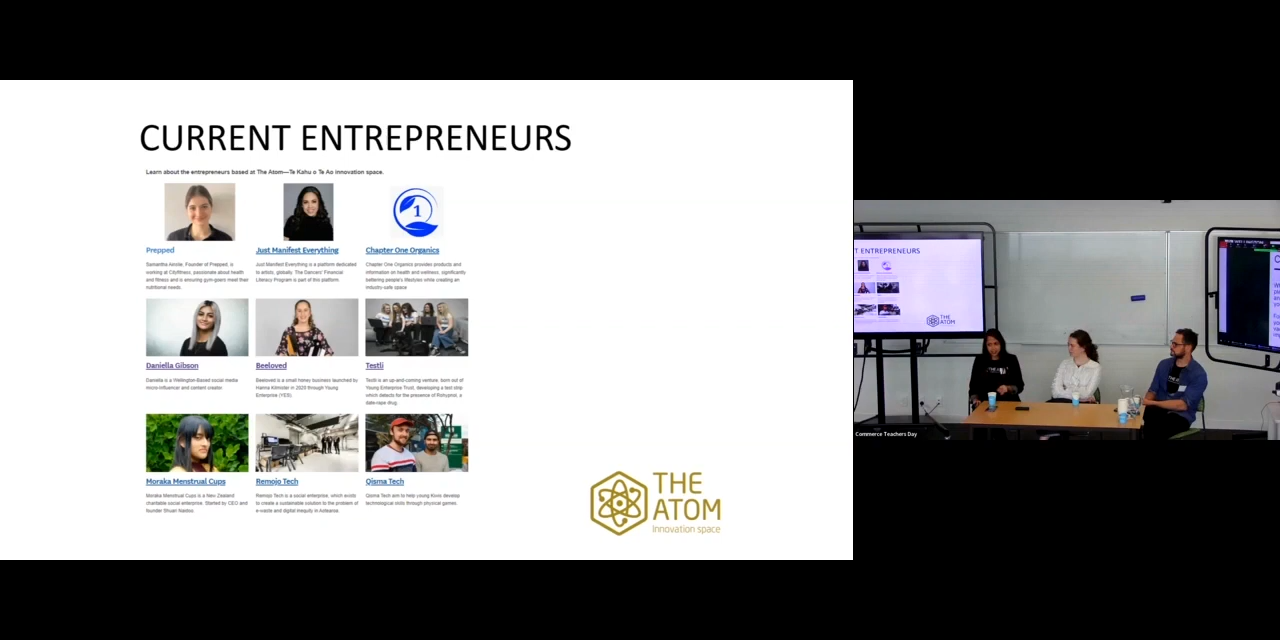 CURRENT ENTREPRENEURS
Learn about the entrepreneurs based at The Atom—Te Kahu o Te Ao innovation space.
1
Prepped
Samantha Ainslie, Founder of Prepped, is
working at Cityfitness, passionate about health
and fitness and is ensuring gym-goers meet their
nutritional needs.
Just Manifest Everything
Just Manifest Everything is a platform dedicated
to artists, globally. The Dancers' Financial
Literacy Program is part of this platform.
Chapter One Organics
Chapter One Organics provides products and
information on health and wellness, significantly
bettering people's lifestyles while creating an
industry-safe space
Daniella Gibson
Daniella is a Wellington-Based social media
micro-influencer and content creator.
Beeloved
Beeloved is a small honey business launched by
Hanna Kilmister in 2020 through Young
Enterprise (YES).
Testli
Testli is an up-and-coming venture, born out of
Young Enterprise Trust, developing a test strip
which detects for the presence of Rohypnol, a
date-rape drug.
Moraka Menstrual Cups
Moraka Menstrual Cups is a New Zealand
charitable social enterprise. Started by CEO and
founder Shuari Naidoo.
Remojo Tech
Remojo Tech is a social enterprise, which exists
to create a sustainable solution to the problem of
e-waste and digital inequity in Aotearoa.
Qisma Tech
Qisma Tech aim to help young Kiwis develop
technological skills through physical games.
THE
ATOM
Innovation space
T ENTREPRENEURS
THE
ATOM
Commerce Teachers Day